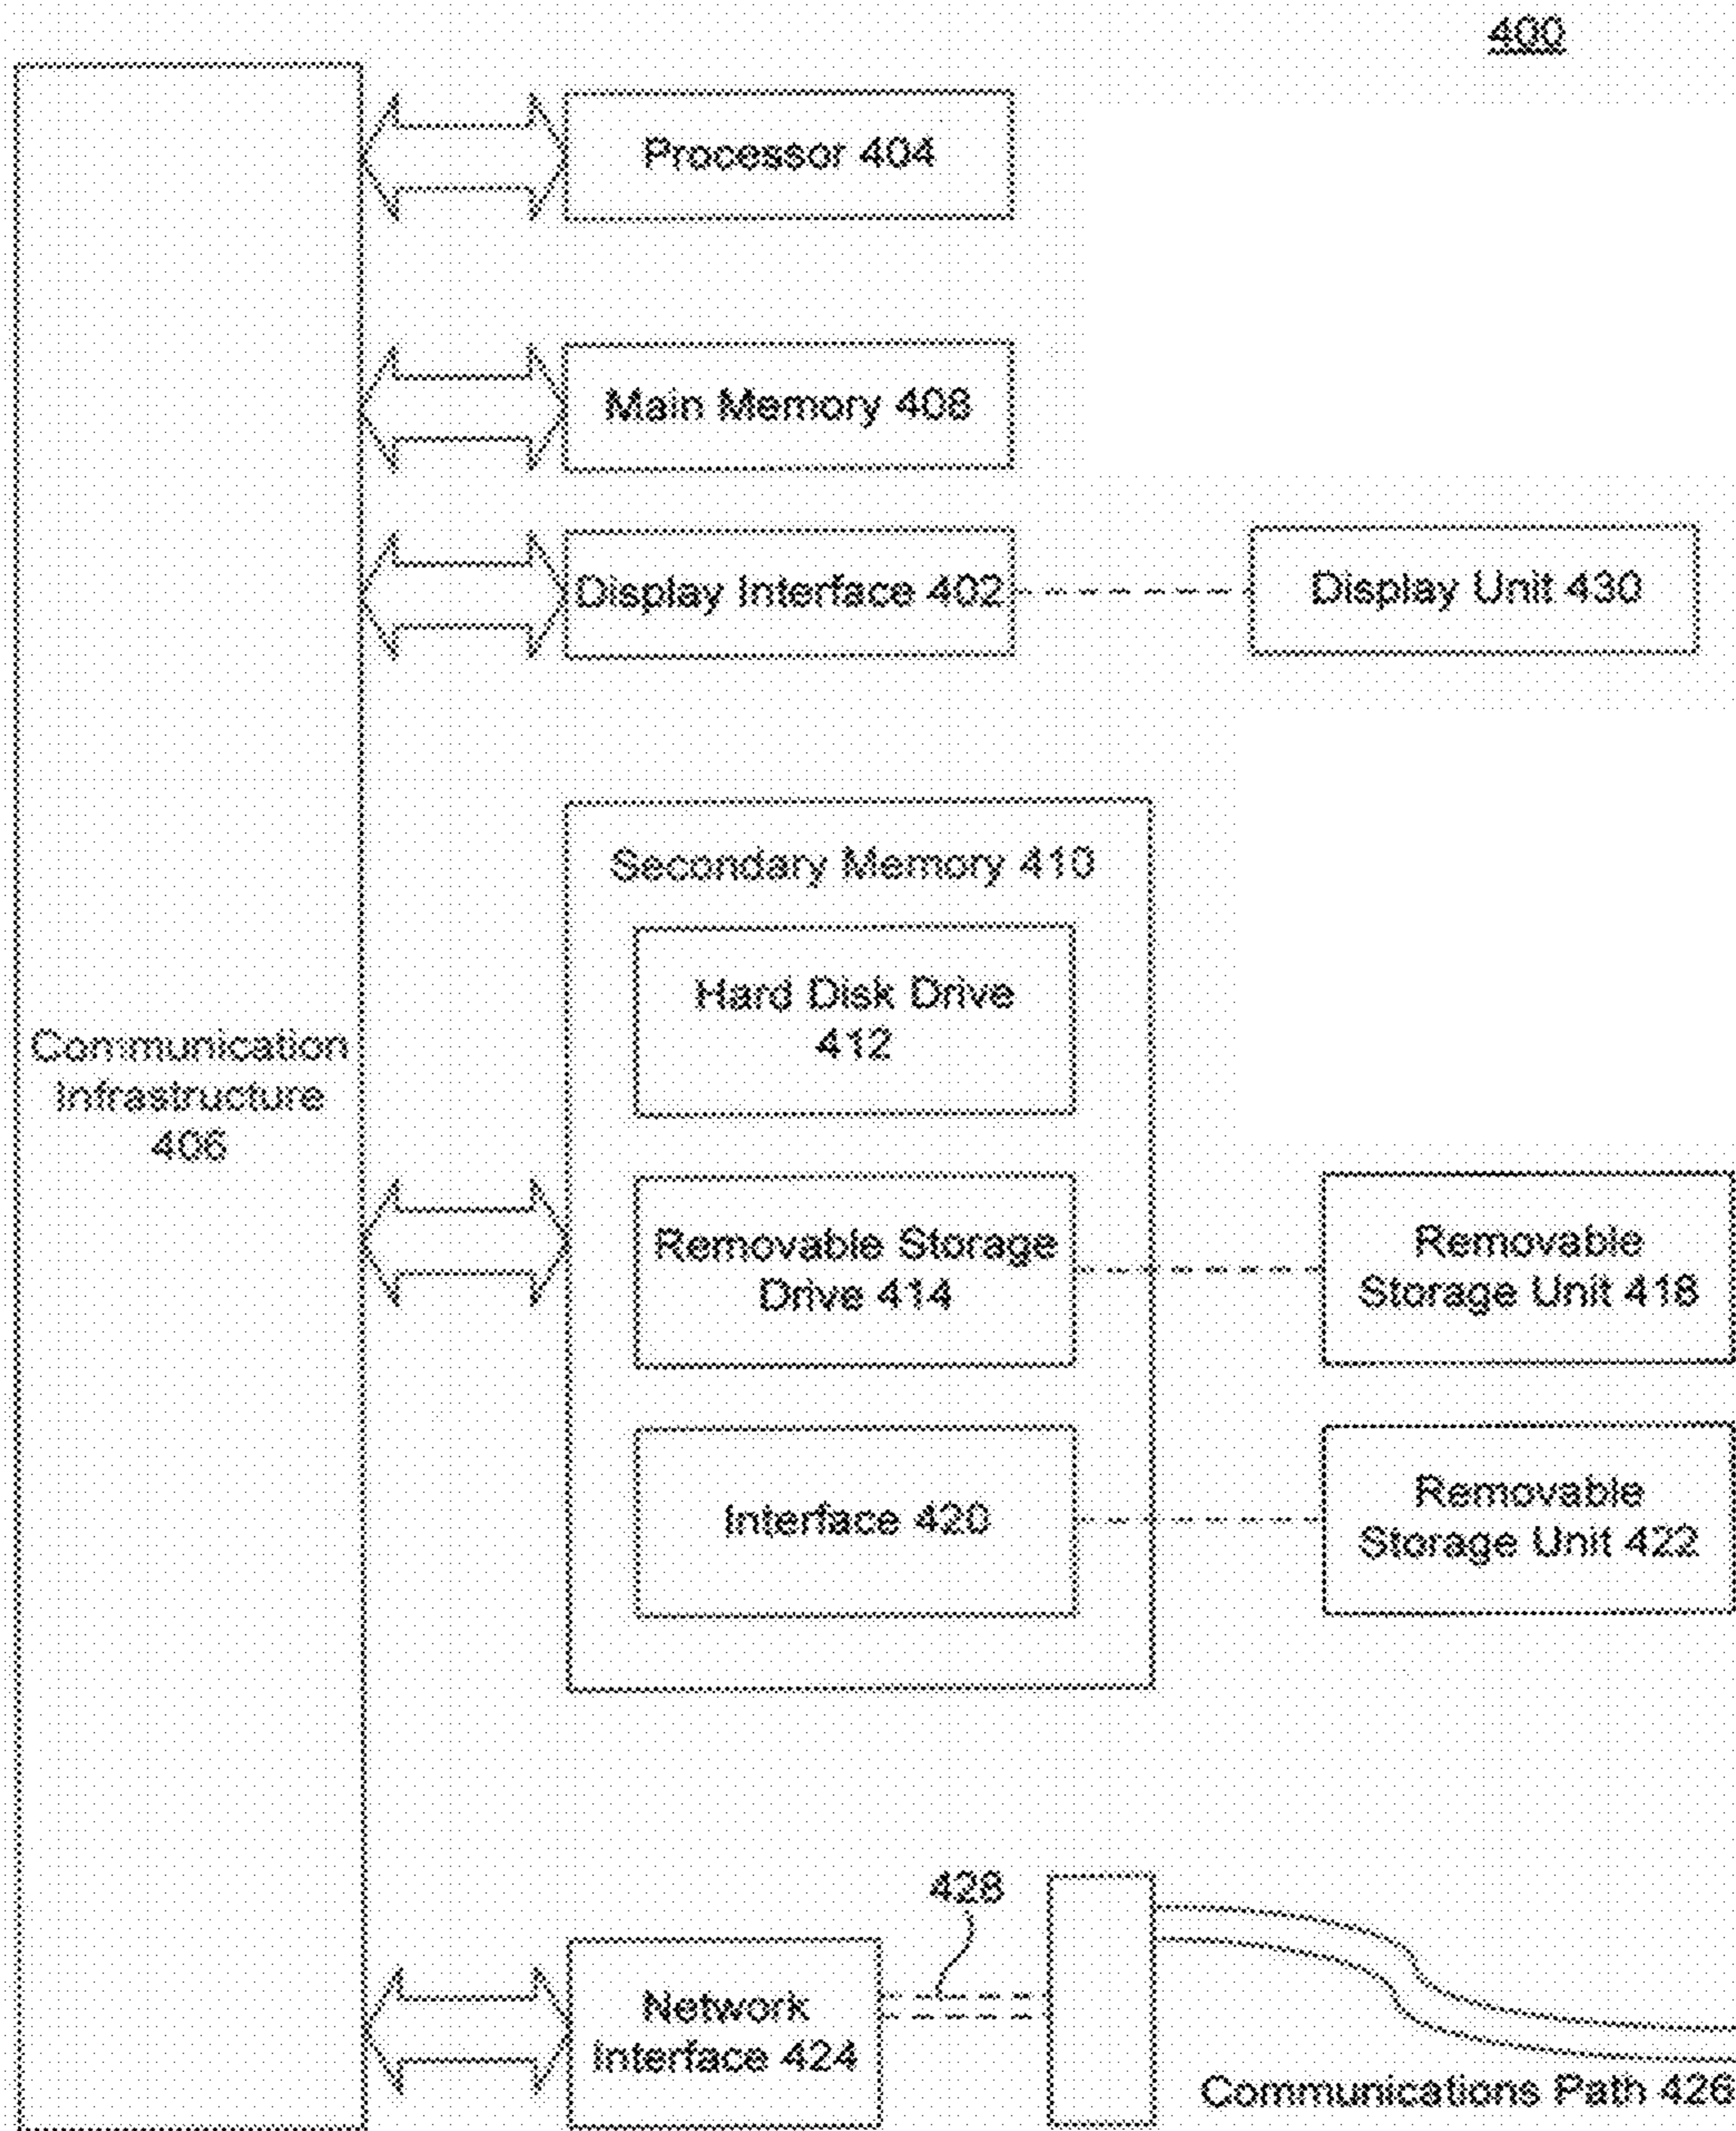 400
Processor 404
Main Memory 408
Display Interface 402
Display Unit 430
Secondary Memory 410
Hard Disk Drive
412
Communication
Infrastructure
406
Removable Storage
Drive 414
Removable
Storage Unit 418
Interface 420
Removable
Storage Unit 422
428
Network
Interface 424
Communications Path 426